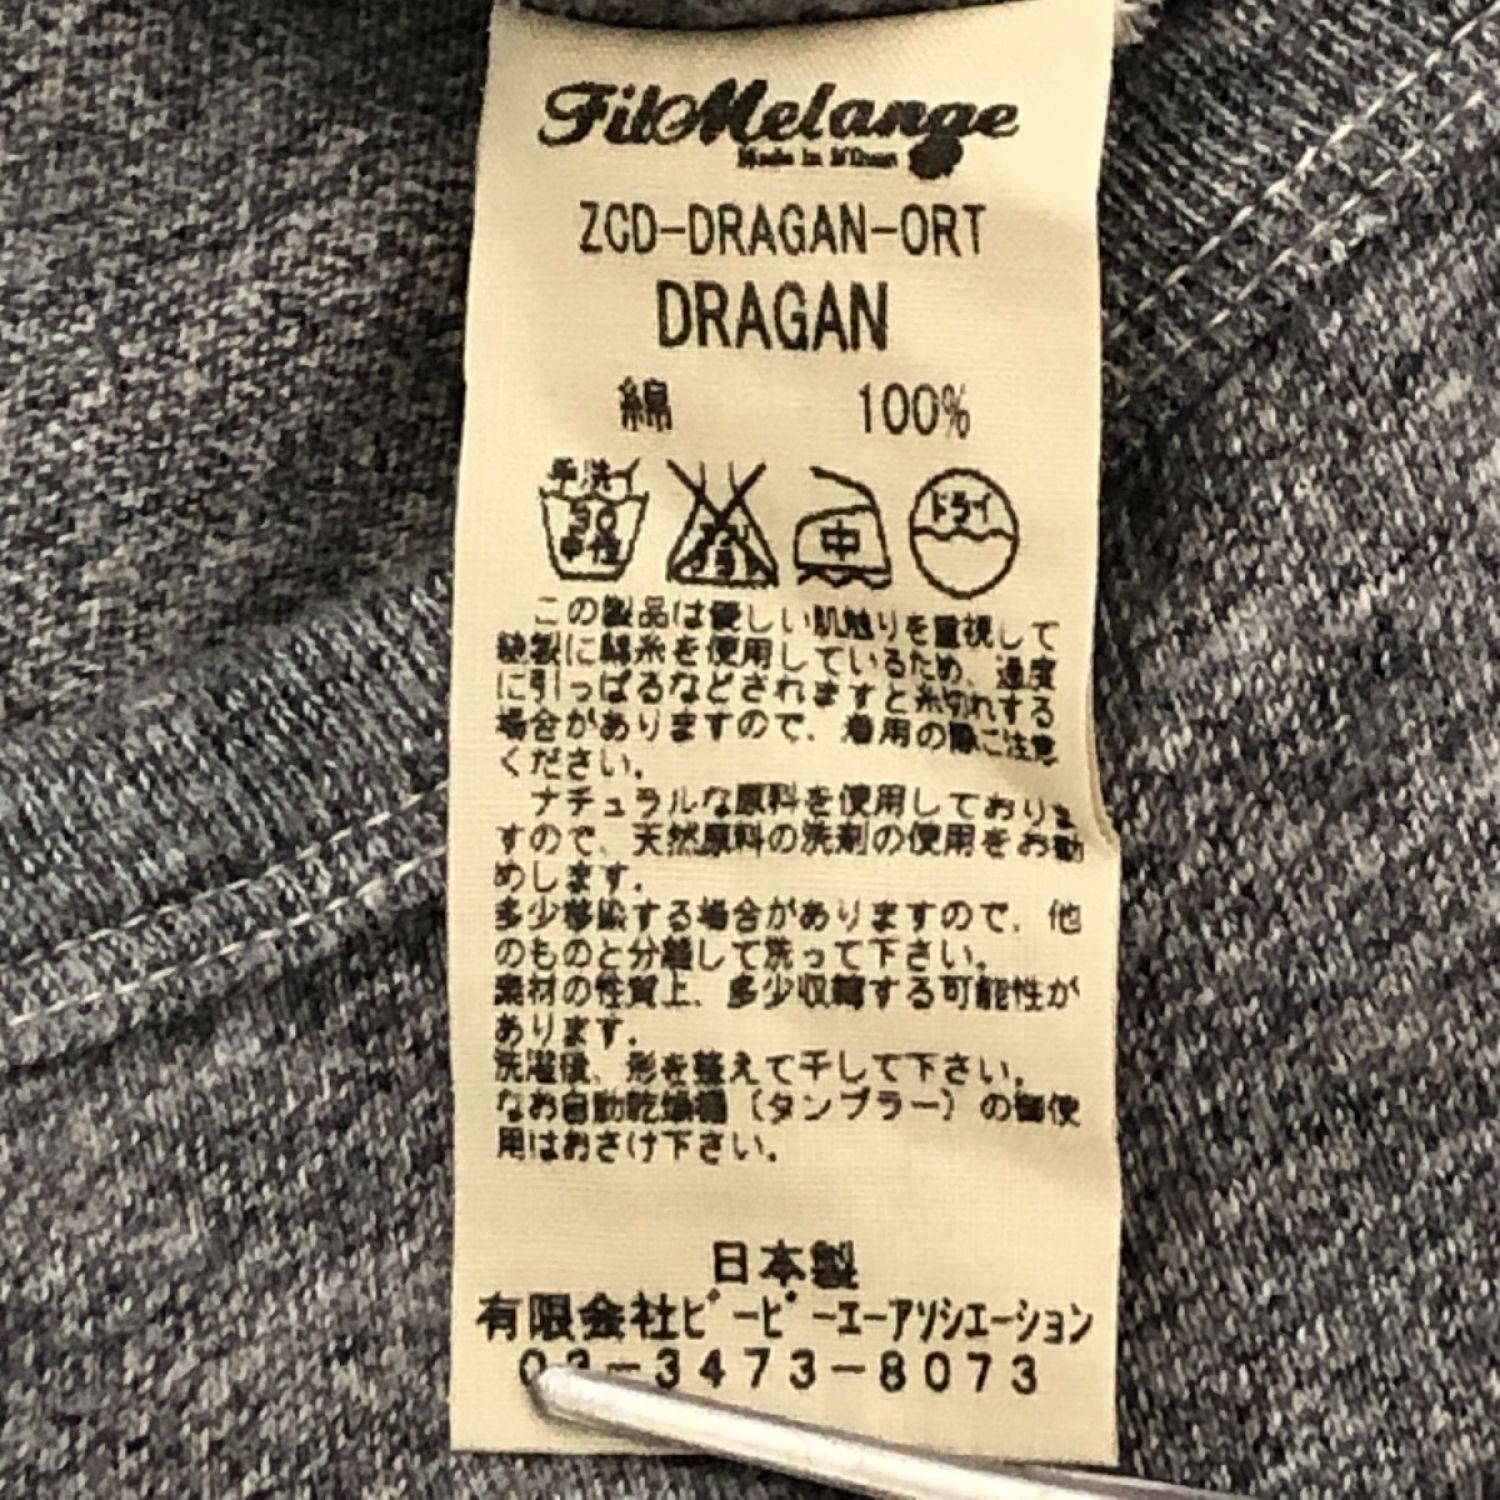 FilMelange
Made in
ZCD-DRAGAN-ORT
DRAGAN
綿 100%
手洗イ 30 中性
エンソサラシ
中
ドライ
この製品は優しい肌触りを重視して
縫製に綿糸を使用しているため、過度
に引っぱるなどされますと糸切れする
場合がありますので、着用の際ご注意
ください。
ナチュラルな原料を使用しておりま
すので、天然原料の洗剤の使用をお勧
めします。
多少移染する場合がありますので、他
のものと分離して洗って下さい。
素材の性質上、多少収縮する可能性が
あります。
洗濯後、形を整えて干して下さい。
なお自動乾燥機（タンブラー）の御使
用はおさけ下さい。
日本製
有限会社ピーピーエーアソシエーション
03-3473-8073